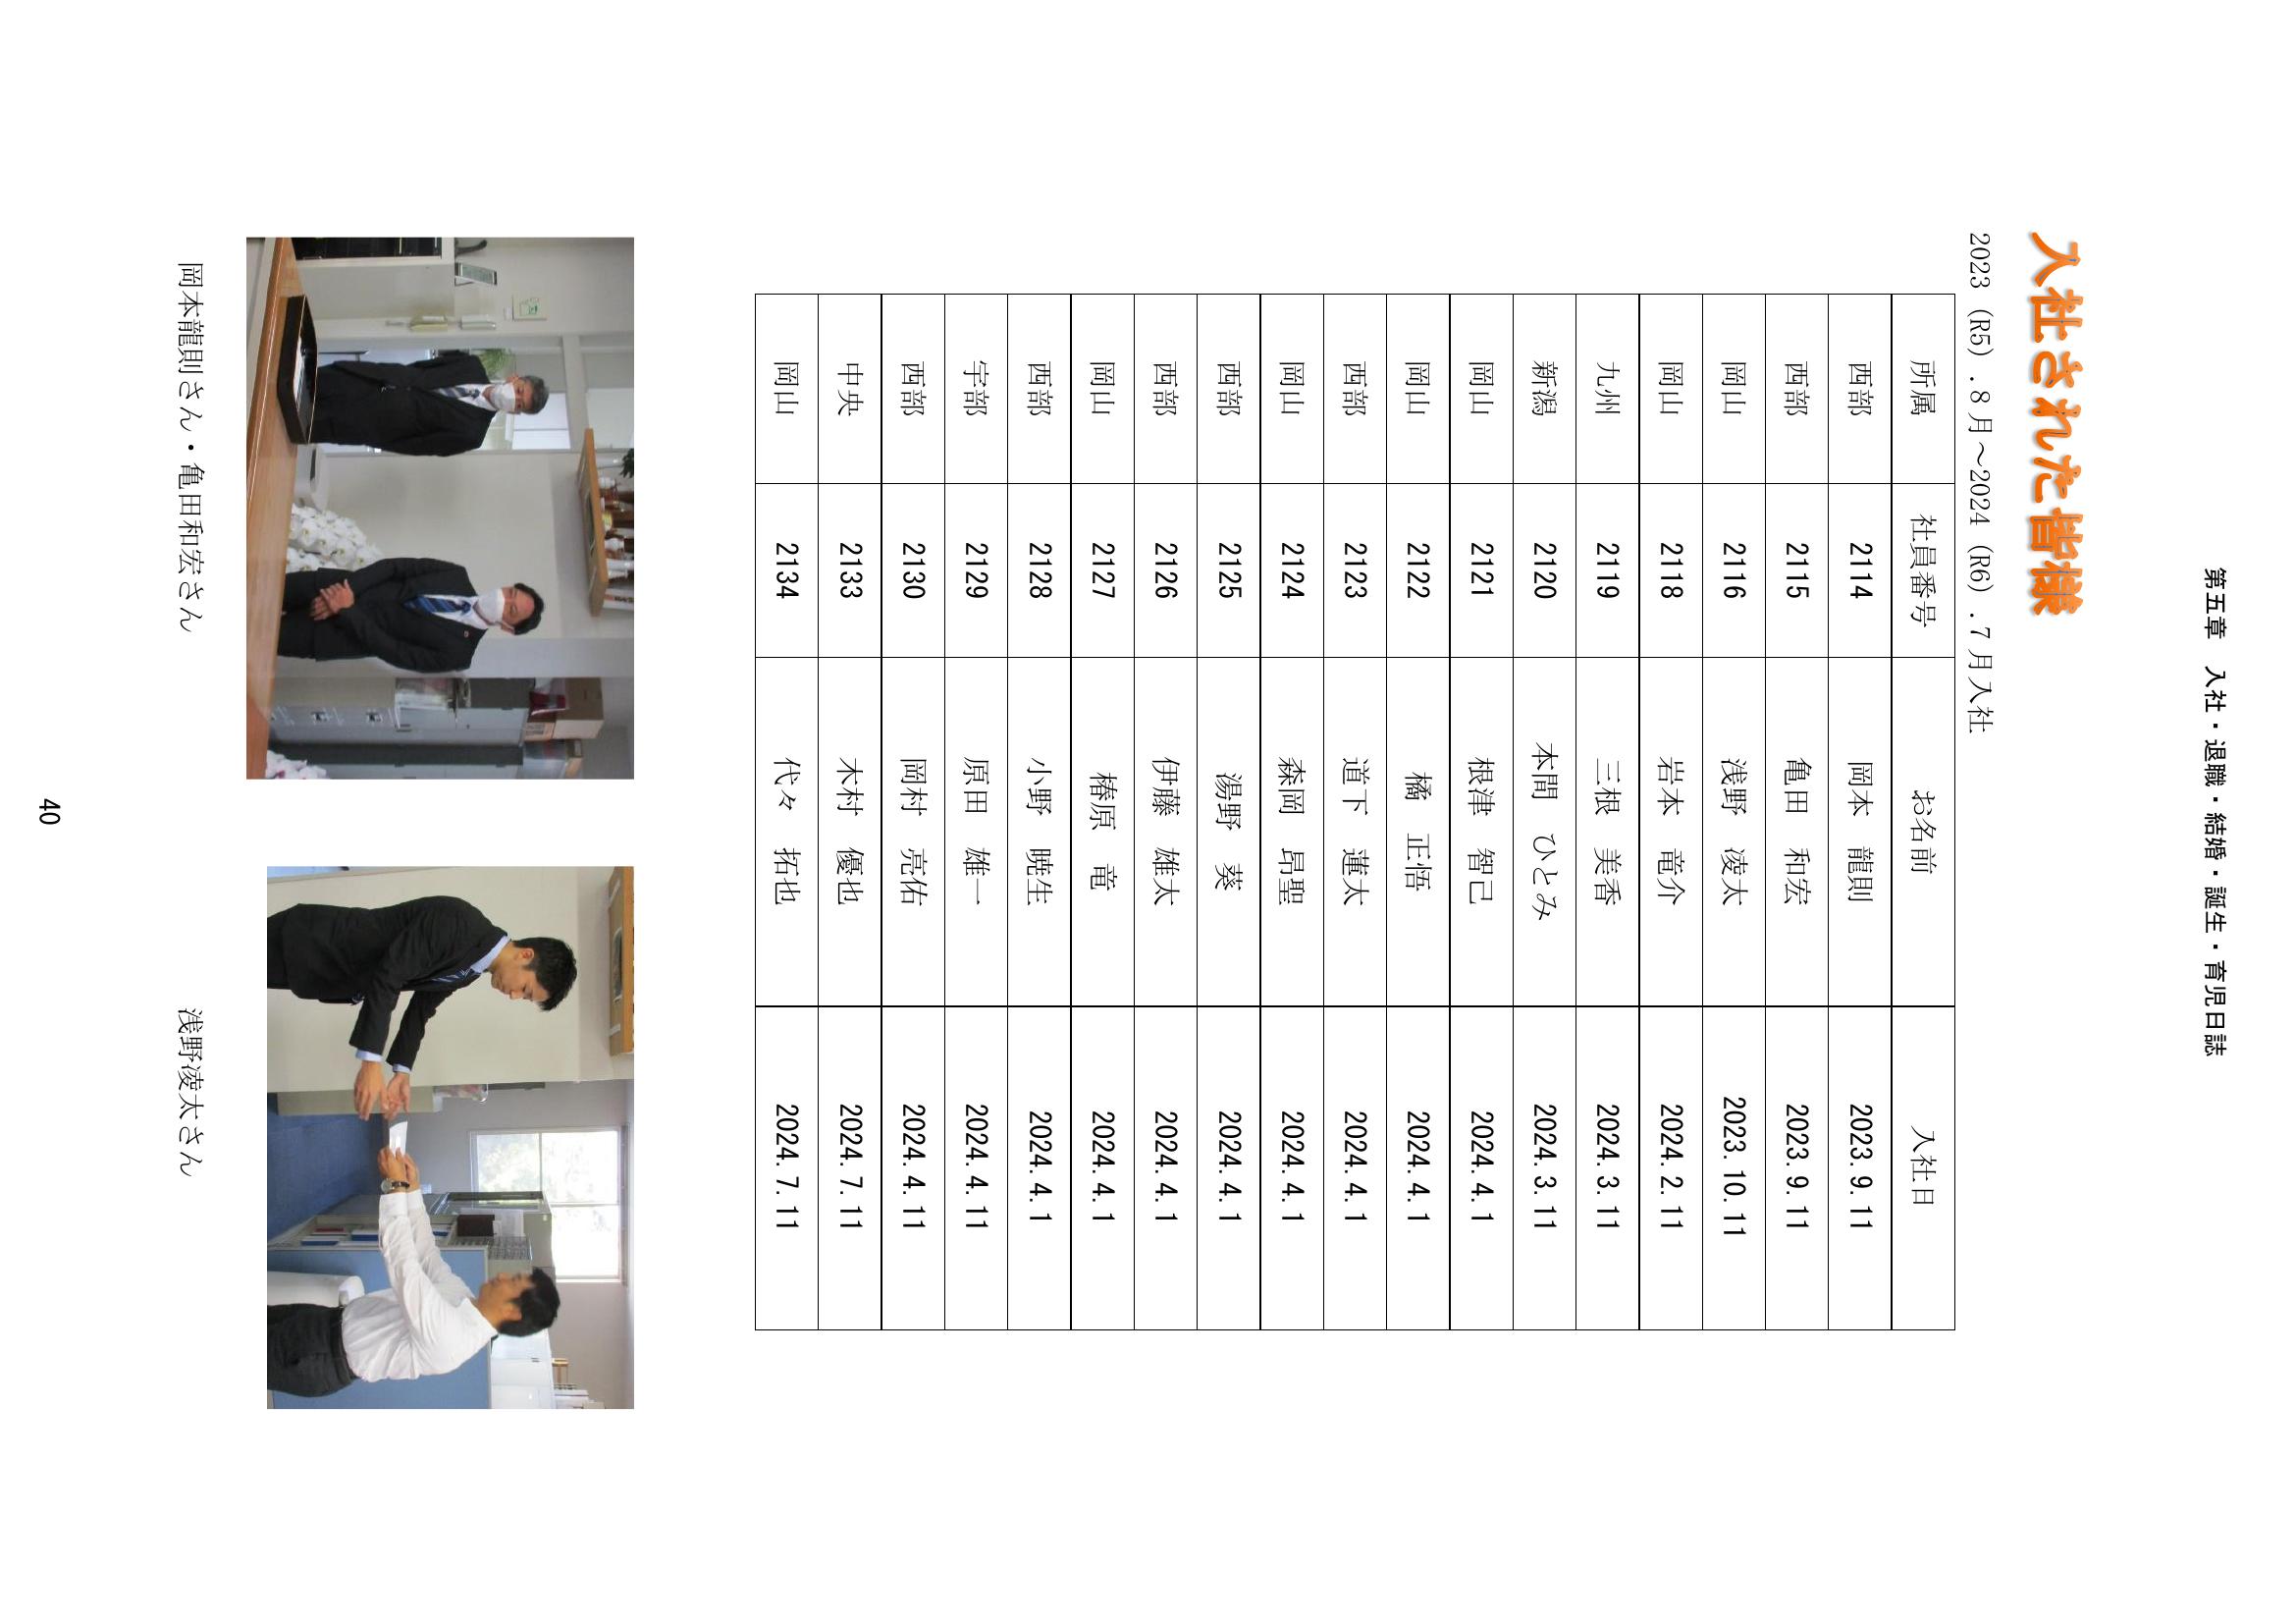 第五章　入社・退職・結婚・誕生・育児日誌
入社された皆様
2023（R5）.8月～2024（R6）.7月入社
所属　社員番号　お名前　入社日
西部　2114　岡本　龍則　2023.9.11
西部　2115　亀田　和宏　2023.9.11
岡山　2116　浅野　凌太　2023.10.11
岡山　2118　岩本　竜介　2024.2.11
九州　2119　三根　美香　2024.3.11
新潟　2120　本間　ひとみ　2024.3.11
岡山　2121　根津　智己　2024.4.1
岡山　2122　橘　正悟　2024.4.1
西部　2123　道下　蓮太　2024.4.1
岡山　2124　森岡　昂聖　2024.4.1
西部　2125　湯野　葵　2024.4.1
西部　2126　伊藤　雄太　2024.4.1
岡山　2127　椿原　竜　2024.4.1
西部　2128　小野　暁生　2024.4.1
宇部　2129　原田　雄一　2024.4.11
西部　2130　岡村　亮佑　2024.4.11
中央　2133　木村　優也　2024.7.11
岡山　2134　代々　拓也　2024.7.11
岡本龍則さん・亀田和宏さん
浅野凌太さん
40